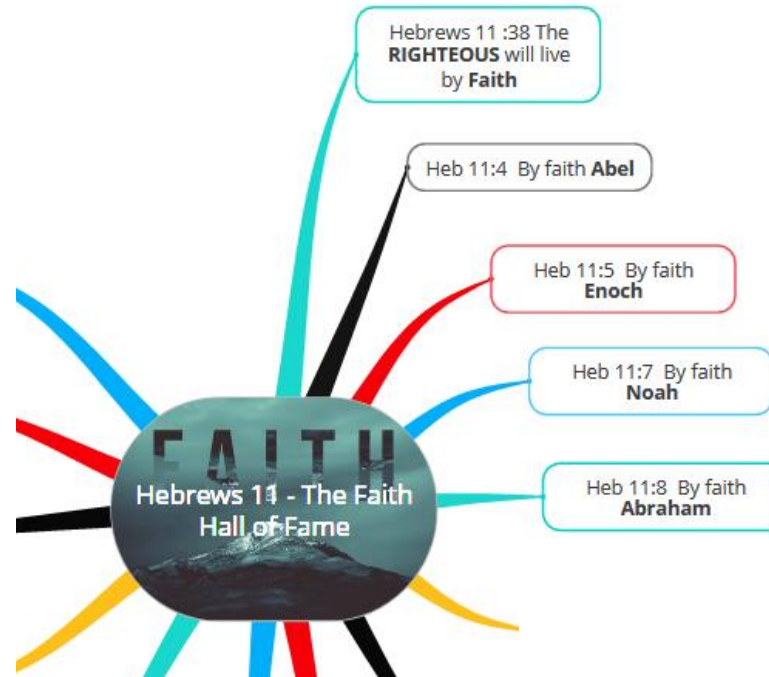 Hebrews 11 :38 The
RIGHTEOUS will live
by Faith
Heb 11:4 By faith Abel
Heb 11:5 By faith
Enoch
Heb 11:7 By faith
Noah
Heb 11:8 By faith
Abraham
FAITH
Hebrews 11 - The Faith
Hall of Fame